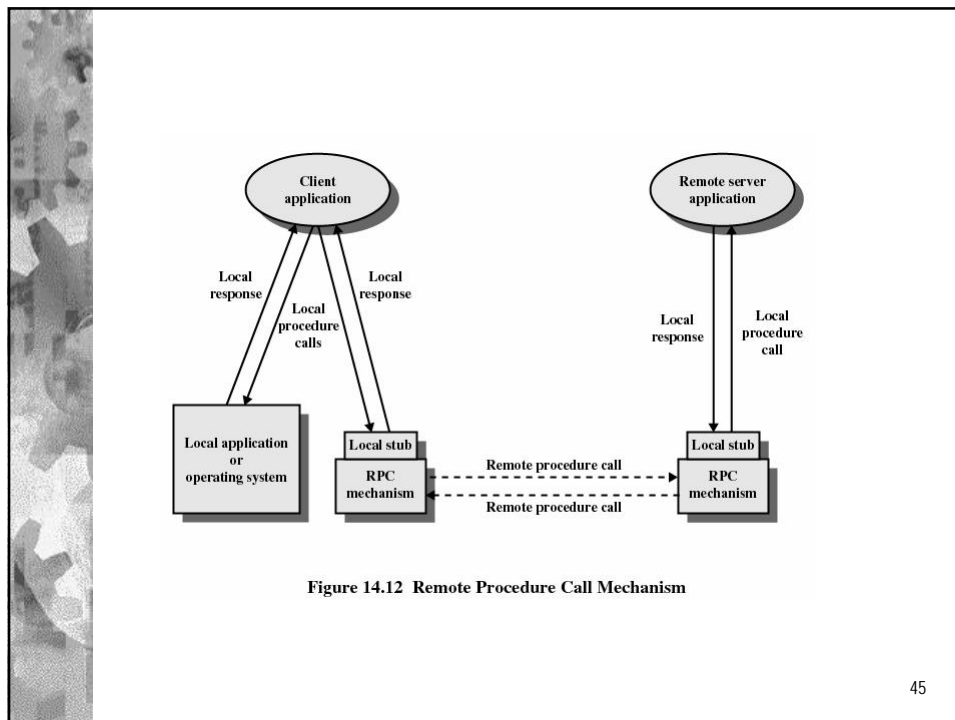 Client
application
Remote server
application
Local
response
Local
procedure
calls
Local
response
Local
response
Local
procedure
call
Local application
or
operating system
Local stub
RPC
mechanism
Remote procedure call
Remote procedure call
Local stub
RPC
mechanism
Figure 14.12 Remote Procedure Call Mechanism
45